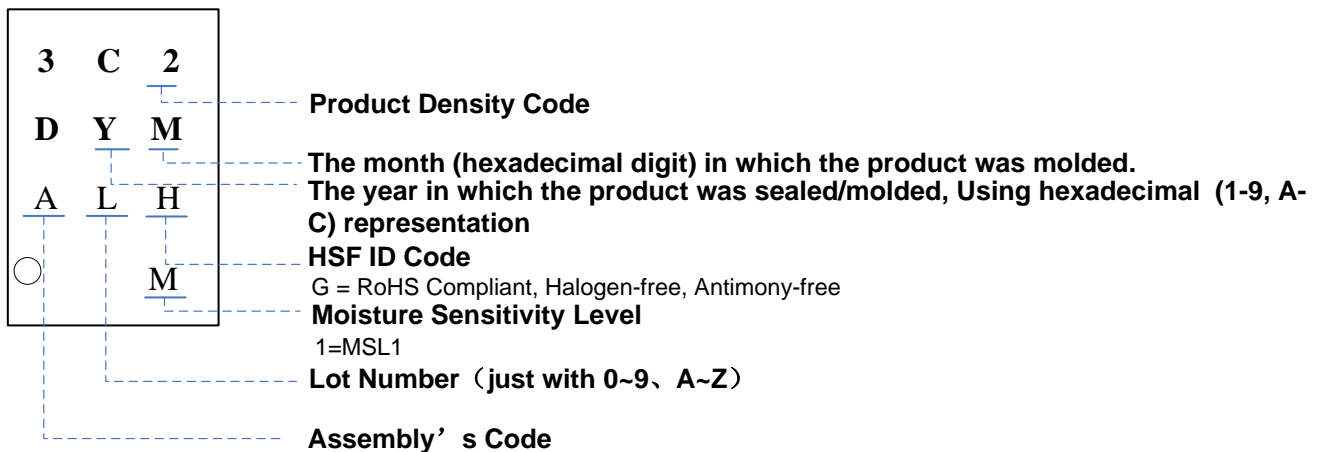 3 C 2
Product Density Code
D Y M
The month (hexadecimal digit) in which the product was molded.
The year in which the product was sealed/molded, Using hexadecimal (1-9, A-
C) representation
A L H
HSF ID Code
G = RoHS Compliant, Halogen-free, Antimony-free
M
Moisture Sensitivity Level
1=MSL1
Lot Number（just with 0~9、A~Z）
Assembly’s Code